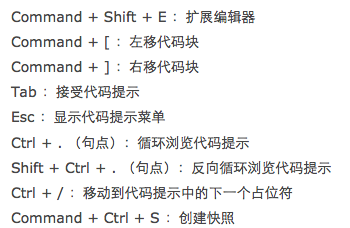 Command + Shift + E： 扩展编辑器
Command + [ ： 左移代码块
Command + ] ： 右移代码块
Tab ： 接受代码提示
Esc ： 显示代码提示菜单
Ctrl + . （句点）：循环浏览代码提示
Shift + Ctrl + . （句点）：反向循环浏览代码提示
Ctrl + / ： 移动到代码提示中的下一个占位符
Command + Ctrl + S ： 创建快照